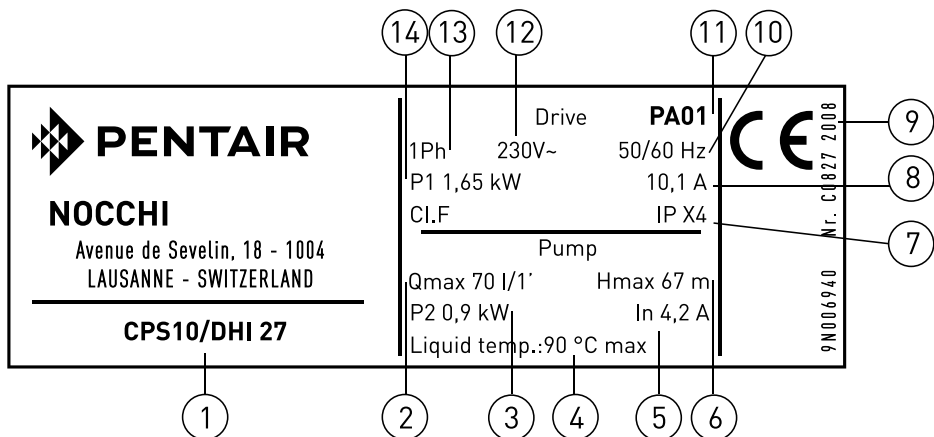 14 13 12 11 10
PENTAIR
NOCCHI
Avenue de Sevelin, 18 - 1004
LAUSANNE - SWITZERLAND
CPS10/DHI 27
Drive PA01
1Ph 230V~ 50/60 Hz
P1 1,65 kW 10,1 A
Cl.F IP X4
Pump
Qmax 70 l/1' Hmax 67 m
P2 0,9 kW In 4,2 A
Liquid temp.:90 °C max
CE
9N006940 Nr. C0827 2008
9
8
7
1 2 3 4 5 6